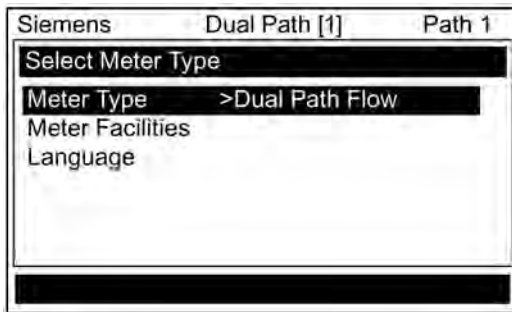 Siemens Dual Path [1] Path 1
Select Meter Type
Meter Type >Dual Path Flow
Meter Facilities
Language